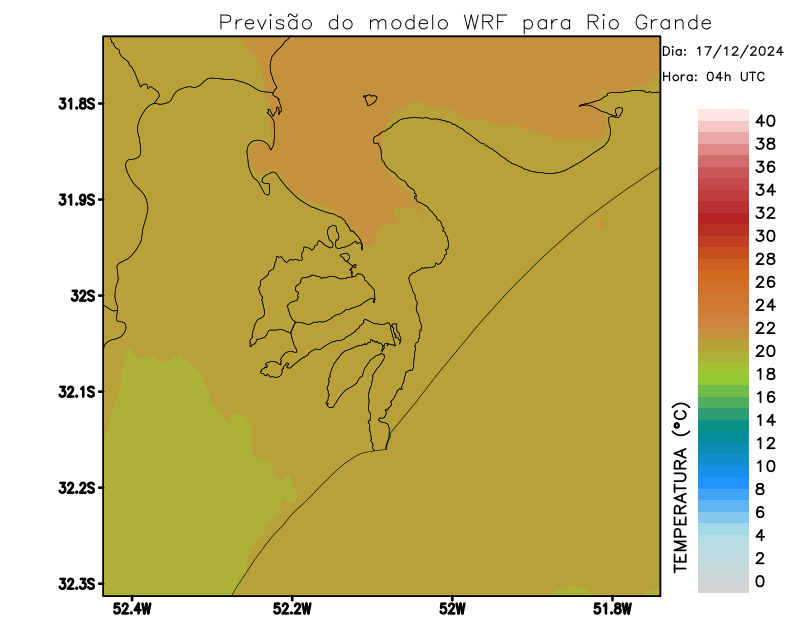 Previsão do modelo WRF para Rio Grande
Dia: 17/12/2024
Hora: 04h UTC
31.8S
31.9S
32S
32.1S
32.2S
32.3S
52.4W
52.2W
52W
51.8W
TEMPERATURA (°C)
40
38
36
34
32
30
28
26
24
22
20
18
16
14
12
10
8
6
4
2
0